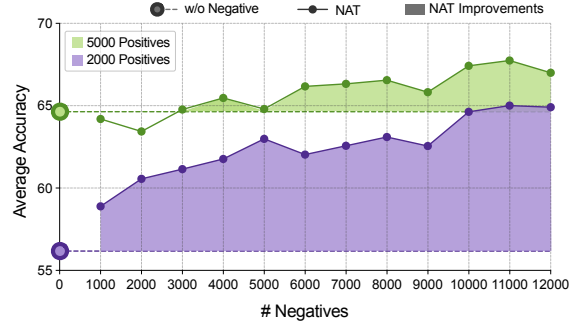 w/o Negative NAT NAT Improvements
70
5000 Positives
2000 Positives
65
60
55
Average Accuracy
0 1000 2000 3000 4000 5000 6000 7000 8000 9000 10000 11000 12000
# Negatives